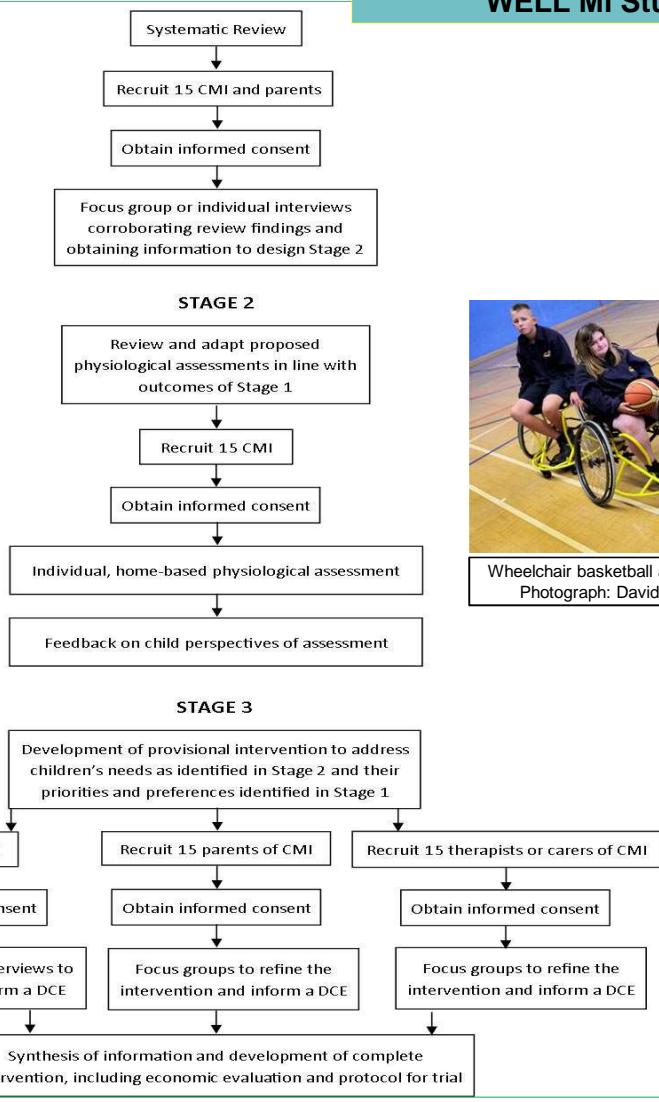 WELL MI
Systematic Review
Recruit 15 CMI and parents
Obtain informed consent
Focus group or individual interviews
corroborating review findings and
obtaining information to design Stage 2
STAGE 2
Review and adapt proposed
physiological assessments in line with
outcomes of Stage 1
Recruit 15 CMI
Obtain informed consent
Individual, home-based physiological assessment
Feedback on child perspectives of assessment
Wheelchair basketball
Photograph: David
STAGE 3
Development of provisional intervention to address
children's needs as identified in Stage 2 and their
priorities and preferences identified in Stage 1
Recruit 15 parents of CMI
Recruit 15 therapists or carers of CMI
Obtain informed consent
Obtain informed consent
to
a DCE
Focus groups to refine the
intervention and inform a DCE
Focus groups to refine the
intervention and inform a DCE
Synthesis of information and development of complete
including economic evaluation and protocol for trial